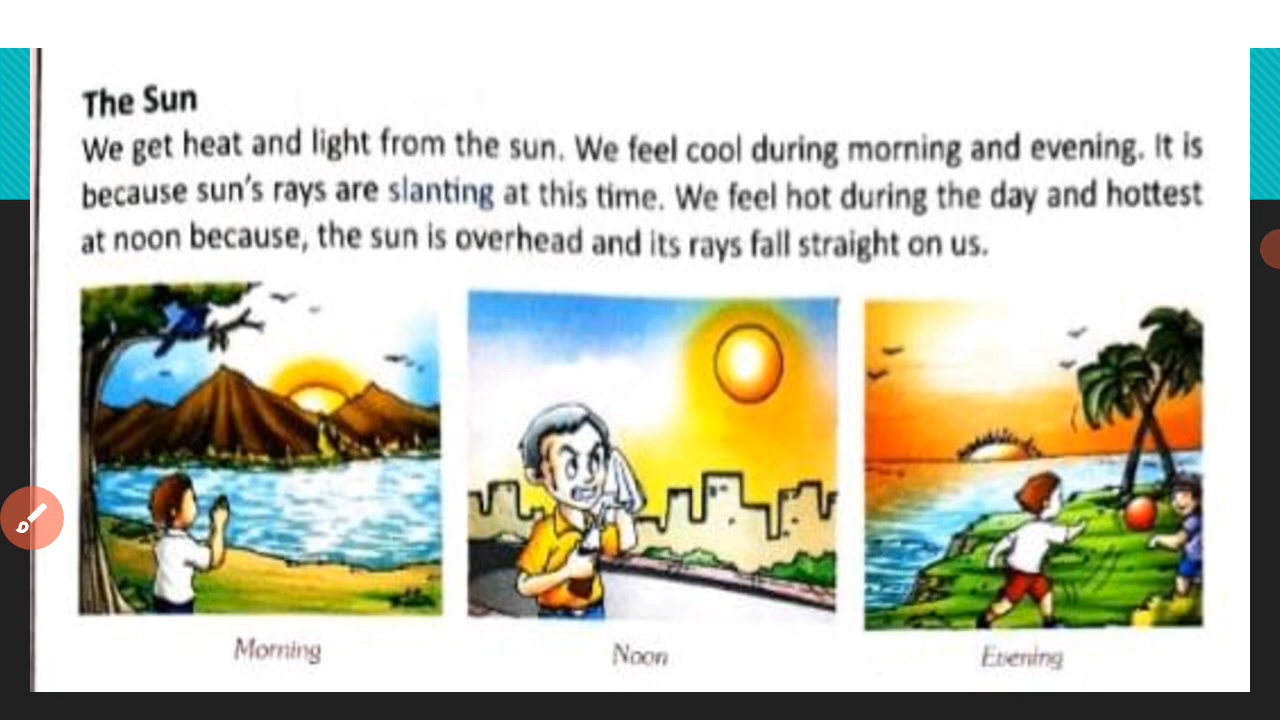 The Sun
We get heat and light from the sun. We feel cool during morning and evening. It is
because sun's rays are slanting at this time. We feel hot during the day and hottest
at noon because, the sun is overhead and its rays fall straight on us.
Morning Noon Evening